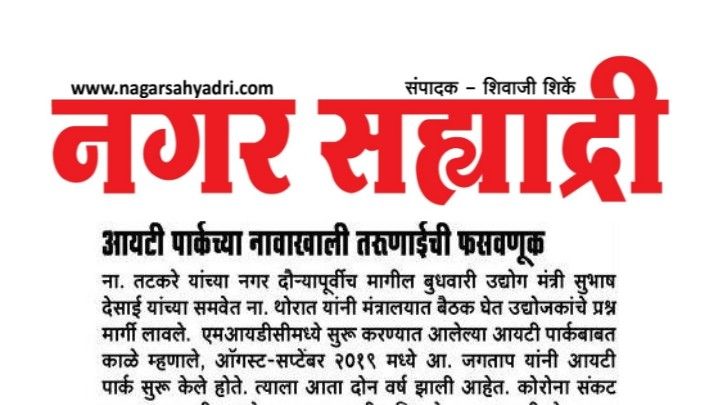 www.nagarsahyadri.com संपादक – शिवाजी शिर्के
नगर सह्याद्री
आयटी पार्कच्या नावाखाली तरुणाईची फसवणूक
ना. तटकरे यांच्या नगर दौऱ्यापूर्वीच मागील बुधवारी उद्योग मंत्री सुभाष
देसाई यांच्या समवेत ना. थोरात यांनी मंत्रालयात बैठक घेत उद्योजकांचे प्रश्न
मार्गी लावले. एमआयडीसीमध्ये सुरू करण्यात आलेल्या आयटी पार्कबाबत
काळे म्हणाले, ऑगस्ट-सप्टेंबर २०१९ मध्ये आ. जगताप यांनी आयटी
पार्क सुरू केले होते. त्याला आता दोन वर्ष झाली आहेत. कोरोना संकट